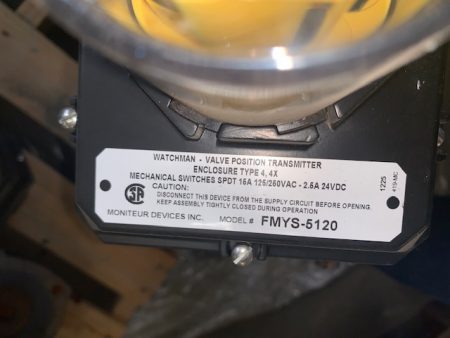 WATCHMAN - VALVE POSITION TRANSMITTER
ENCLOSURE TYPE 4, 4X
MECHANICAL SWITCHES SPDT 16A 125/250VAC - 2.6A 24VDC
CAUTION:
DISCONNECT THIS DEVICE FROM THE SUPPLY CIRCUIT BEFORE OPENING.
KEEP ASSEMBLY TIGHTLY CLOSED DURING OPERATION
MONITEUR DEVICES INC. MODEL # FMYS-5120
1225